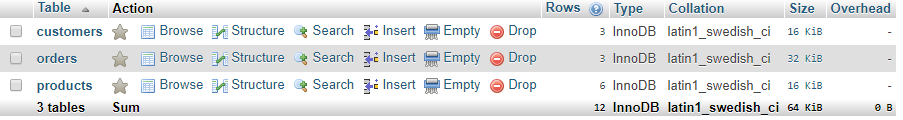 Table Action Rows Type Collation Size Overhead
customers Browse Structure Search Insert Empty Drop 3 InnoDB latin1_swedish_ci 16 KiB -
orders Browse Structure Search Insert Empty Drop 3 InnoDB latin1_swedish_ci 32 KiB -
products Browse Structure Search Insert Empty Drop 6 InnoDB latin1_swedish_ci 16 KiB -
3 tables Sum 12 InnoDB latin1_swedish_ci 64 KiB 0 B